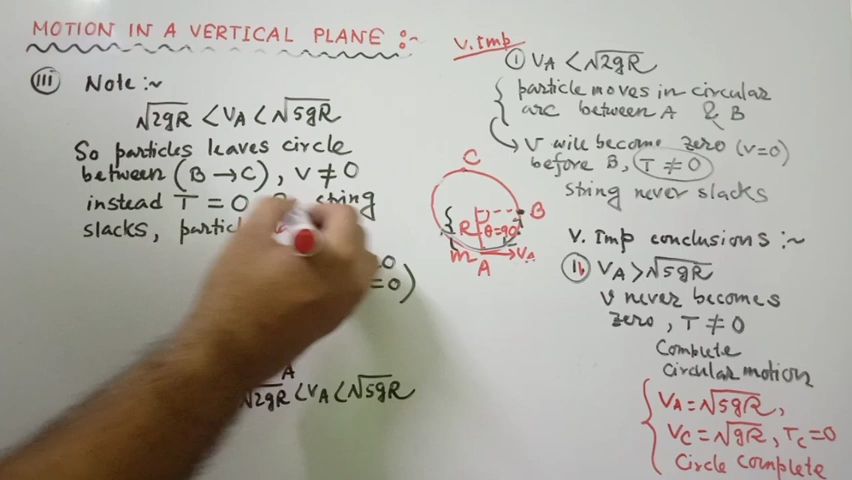 MOTION IN A VERTICAL PLANE :~
III Note :~
√2gR < VA < √5gR
So particles leaves circle
between (B → C), V ≠ 0
instead T = 0 string
slacks,
0
= 0)
A
√2gR < VA < √5gR
C
B
R
θ=90°
m
A
VA
V.Imp
I VA < √2gR
particle moves in circular
arc between A & B
V will become zero (v=0)
before B, T ≠ 0
String never slacks
V. Imp conclusions :~
II VA > √5gR
V never becomes
zero, T ≠ 0
Complete
circular motion
VA = √5gR,
VC = √gR, TC = 0
Circle complete